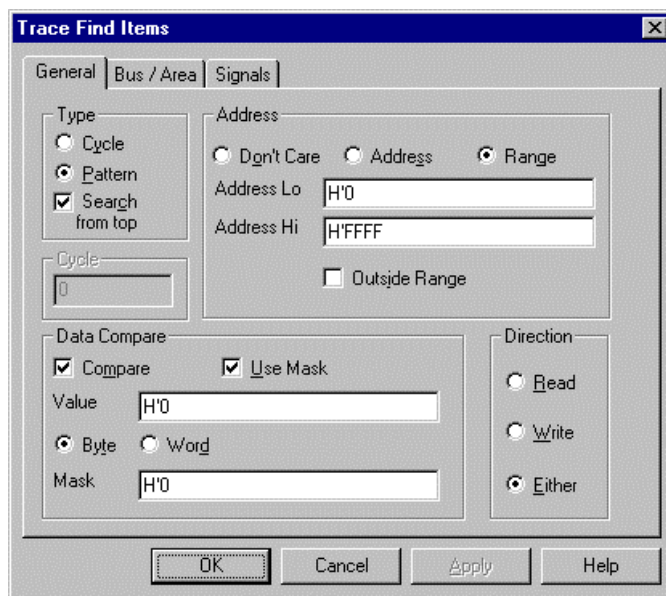 Trace Find Items
General Bus / Area Signals
Type
Cycle
Pattern
Search
from top
Address
Don't Care Address Range
Address Lo H'0
Address Hi H'FFFF
Outside Range
Cycle
0
Data Compare
Compare Use Mask
Value H'0
Byte Word
Mask H'0
Direction
Read
Write
Either
OK Cancel Apply Help